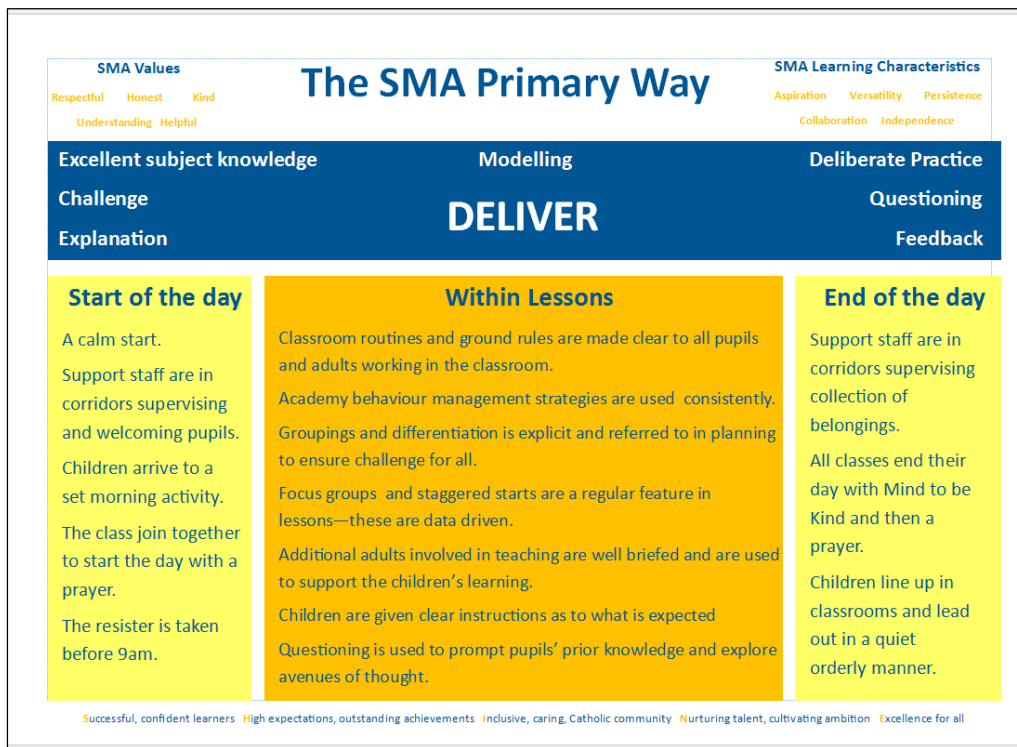 SMA Values
Respectful Honest Kind
Understanding Helpful
The SMA Primary Way
SMA Learning Characteristics
Aspiration Versatility Persistence
Collaboration Independence
Excellent subject knowledge
Challenge
Explanation
Modelling
DELIVER
Deliberate Practice
Questioning
Feedback
Start of the day
A calm start.
Support staff are in
corridors supervising
and welcoming pupils.
Children arrive to a
set morning activity.
The class join together
to start the day with a
prayer.
The resister is taken
before 9am.
Within Lessons
Classroom routines and ground rules are made clear to all pupils
and adults working in the classroom.
Academy behaviour management strategies are used consistently.
Groupings and differentiation is explicit and referred to in planning
to ensure challenge for all.
Focus groups and staggered starts are a regular feature in
lessons—these are data driven.
Additional adults involved in teaching are well briefed and are used
to support the children's learning.
Children are given clear instructions as to what is expected
Questioning is used to prompt pupils' prior knowledge and explore
avenues of thought.
End of the day
Support staff are in
corridors supervising
collection of
belongings.
All classes end their
day with Mind to be
Kind and then a
prayer.
Children line up in
classrooms and lead
out in a quiet
orderly manner.
Successful, confident learners High expectations, outstanding achievements Inclusive, caring, Catholic community Nurturing talent, cultivating ambition Excellence for all